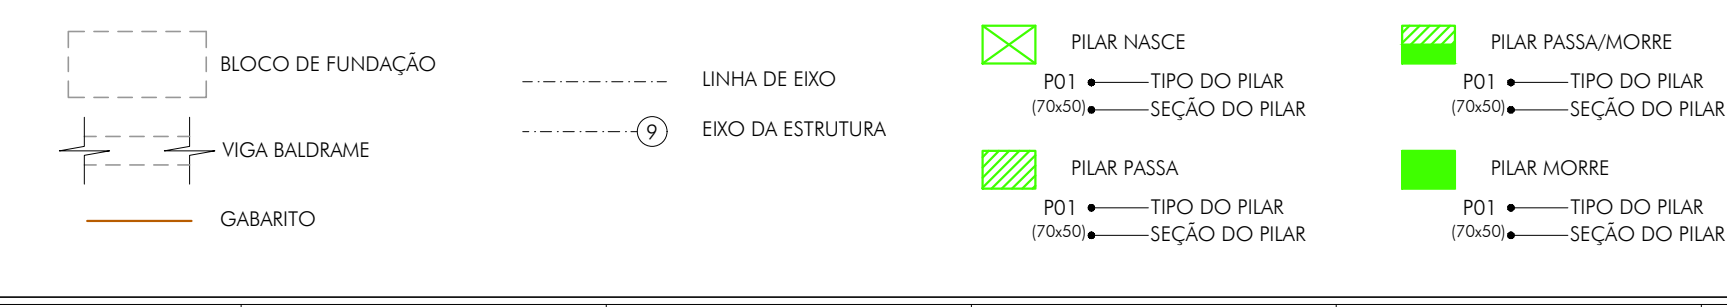 BLOCO DE FUNDAÇÃO
VIGA BALDRAME
GABARITO
LINHA DE EIXO
9 EIXO DA ESTRUTURA
PILAR NASCE
P01 TIPO DO PILAR
(70x50) SEÇÃO DO PILAR
PILAR PASSA
P01 TIPO DO PILAR
(70x50) SEÇÃO DO PILAR
PILAR PASSA/MORRE
P01 TIPO DO PILAR
(70x50) SEÇÃO DO PILAR
PILAR MORRE
P01 TIPO DO PILAR
(70x50) SEÇÃO DO PILAR